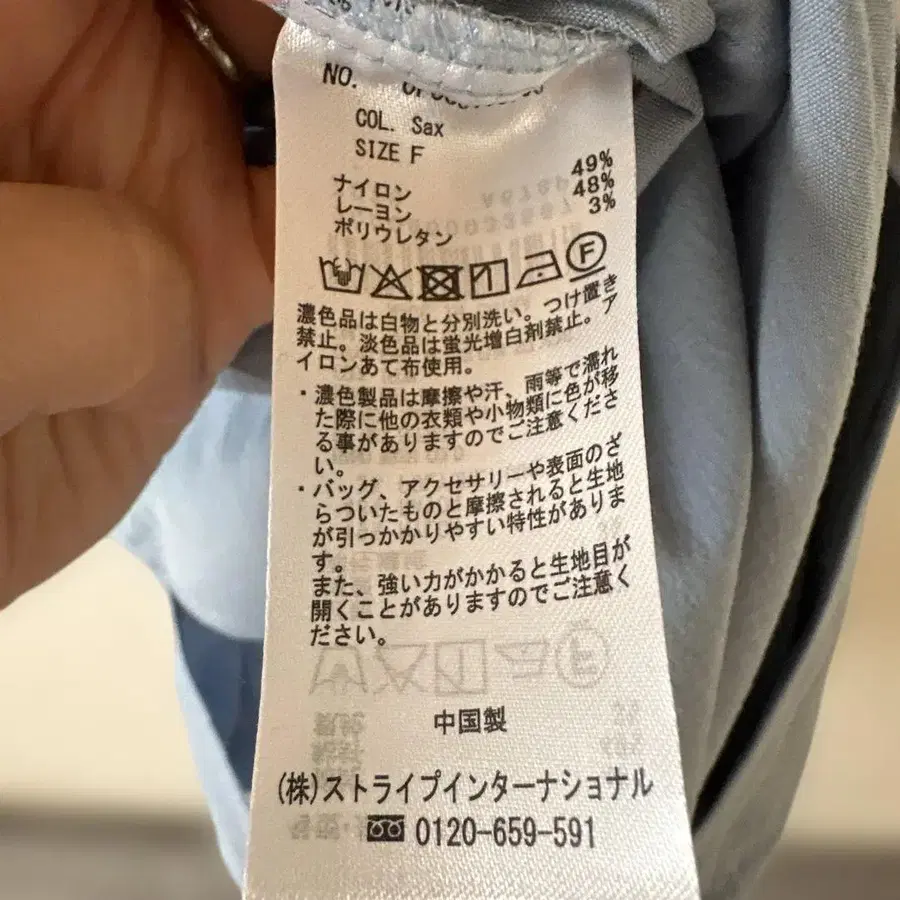 NO.
COL. Sax
SIZE F
ナイロン 49%
レーヨン 48%
ポリウレタン 3%
F
濃色品は白物と分別洗い。つけ置き
禁止。淡色品は蛍光増白剤禁止。ア
イロンあて布使用。
・濃色製品は摩擦や汗、雨等で濡れ
た際に他の衣類や小物類に色が移
る事がありますのでご注意くださ
い。
・バッグ、アクセサリーや表面のざ
らついたものと摩擦されると生地
が引っかかりやすい特性がありま
す。
また、強い力がかかると生地目が
開くことがありますのでご注意く
ださい。
中国製
(株)ストライプインターナショナル
0120-659-591